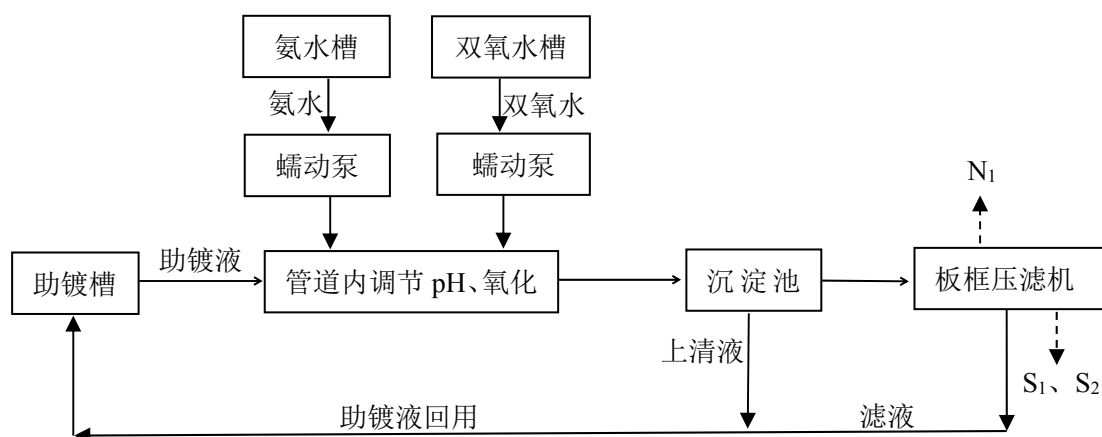 氨水槽
双氧水槽
氨水
双氧水
蠕动泵
蠕动泵
N₁
助镀槽
助镀液
管道内调节 pH、氧化
沉淀池
板框压滤机
上清液
S₁、S₂
助镀液回用
滤液